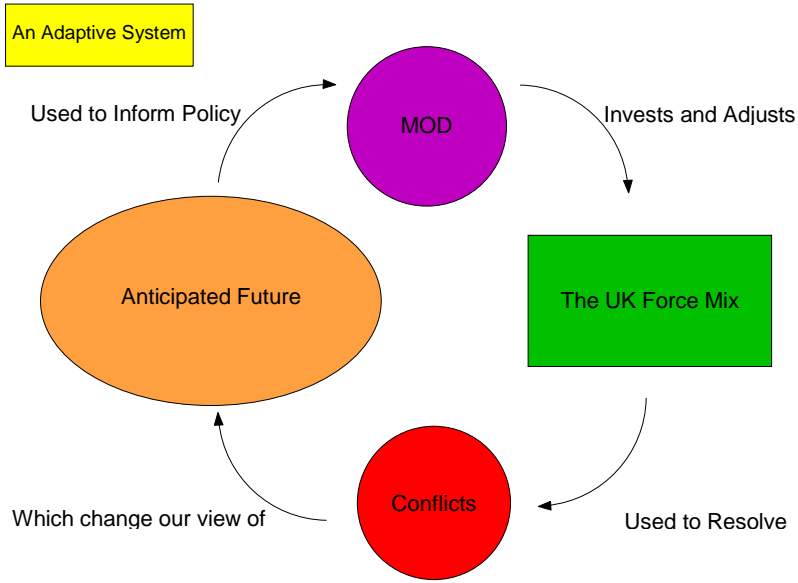 An Adaptive System
Used to Inform Policy
MOD
Invests and Adjusts
Anticipated Future
The UK Force Mix
Conflicts
Which change our view of
Used to Resolve